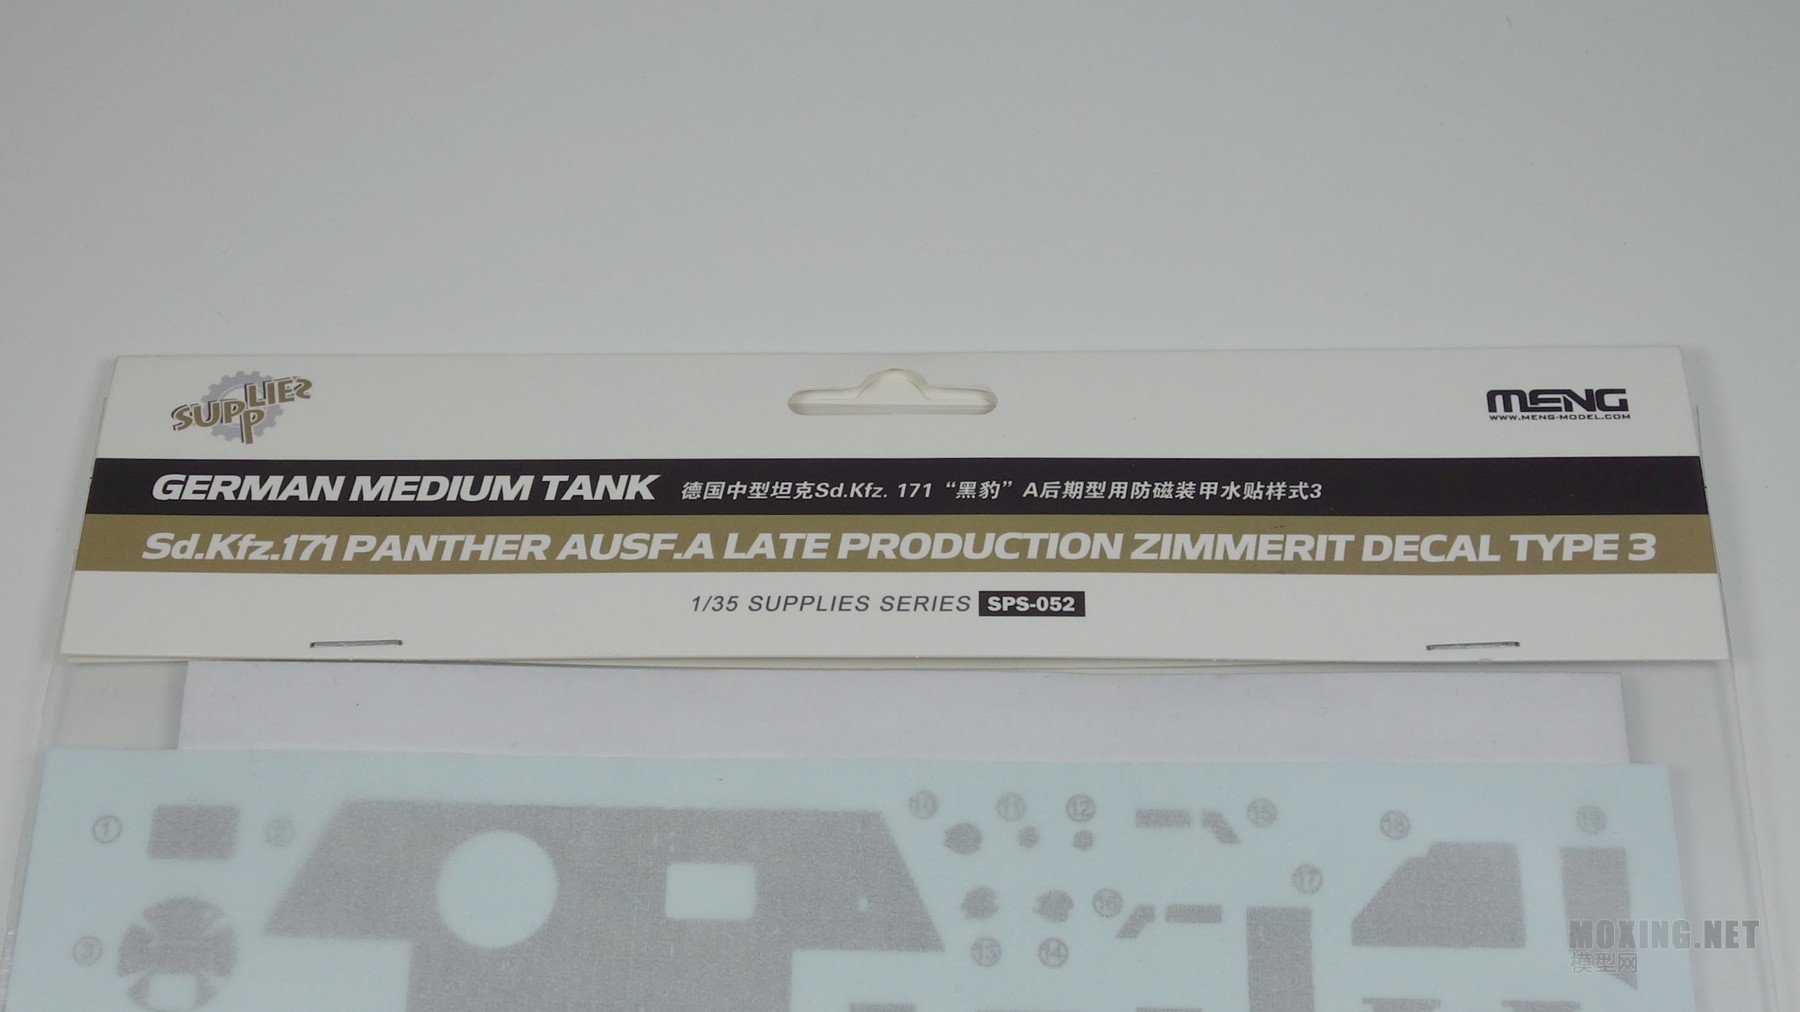 SUPPLIES
MENG
WWW.MENG-MODEL.COM
GERMAN MEDIUM TANK 德国中型坦克Sd.Kfz. 171 “黑豹” A后期型用防磁装甲水贴样式3
Sd.Kfz.171 PANTHER AUSF.A LATE PRODUCTION ZIMMERIT DECAL TYPE 3
1/35 SUPPLIES SERIES SPS-052
1 2 10 11 12 15 18
17
3 13 14 16
MOXING.NET
模型网